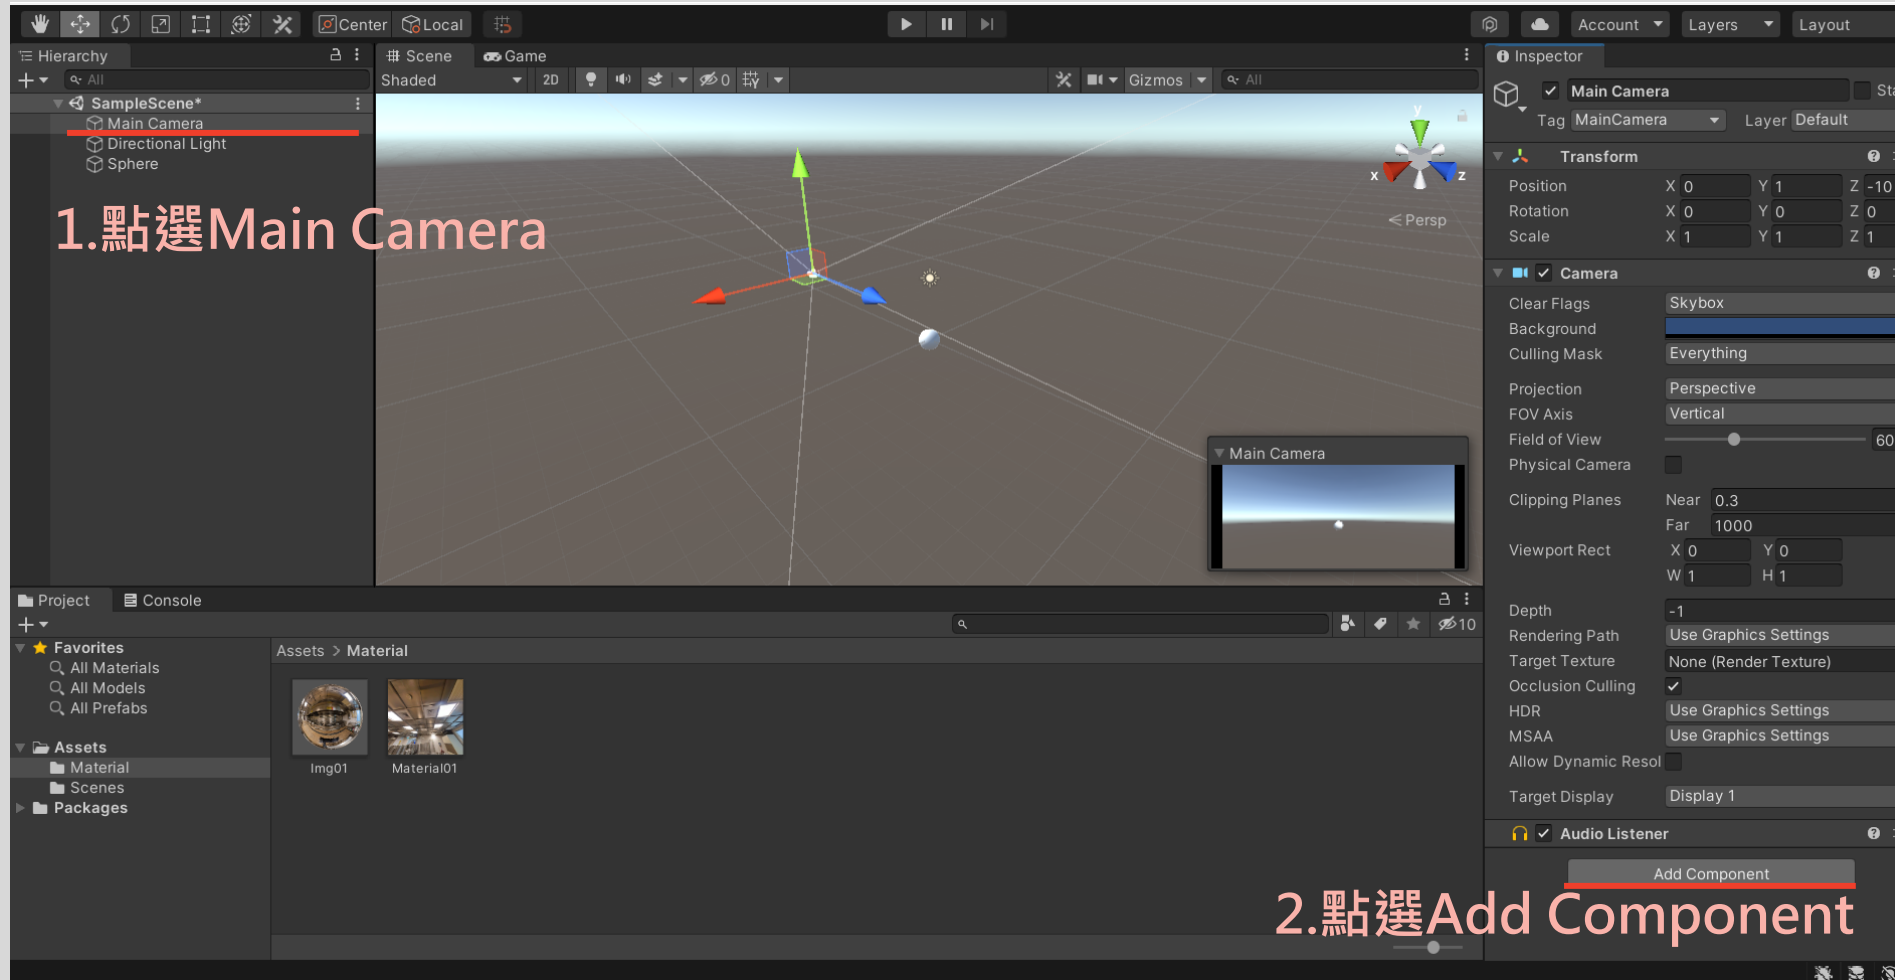 Center Local
Account Layers Layout
Hierarchy
All
SampleScene*
Main Camera
Directional Light
Sphere
1.點選Main Camera
Scene Game
Shaded 2D 0 Gizmos All
y
x z
Persp
Main Camera
Inspector
Main Camera Sta
Tag MainCamera Layer Default
Transform
Position X 0 Y 1 Z -10
Rotation X 0 Y 0 Z 0
Scale X 1 Y 1 Z 1
Camera
Clear Flags Skybox
Background
Culling Mask Everything
Projection Perspective
FOV Axis Vertical
Field of View 60
Physical Camera
Clipping Planes Near 0.3
Far 1000
Viewport Rect X 0 Y 0
W 1 H 1
Depth -1
Rendering Path Use Graphics Settings
Target Texture None (Render Texture)
Occlusion Culling
HDR Use Graphics Settings
MSAA Use Graphics Settings
Allow Dynamic Resol
Target Display Display 1
Audio Listener
Add Component
2.點選Add Component
Project Console
10
Favorites
All Materials
All Models
All Prefabs
Assets
Material
Scenes
Packages
Assets > Material
Img01 Material01